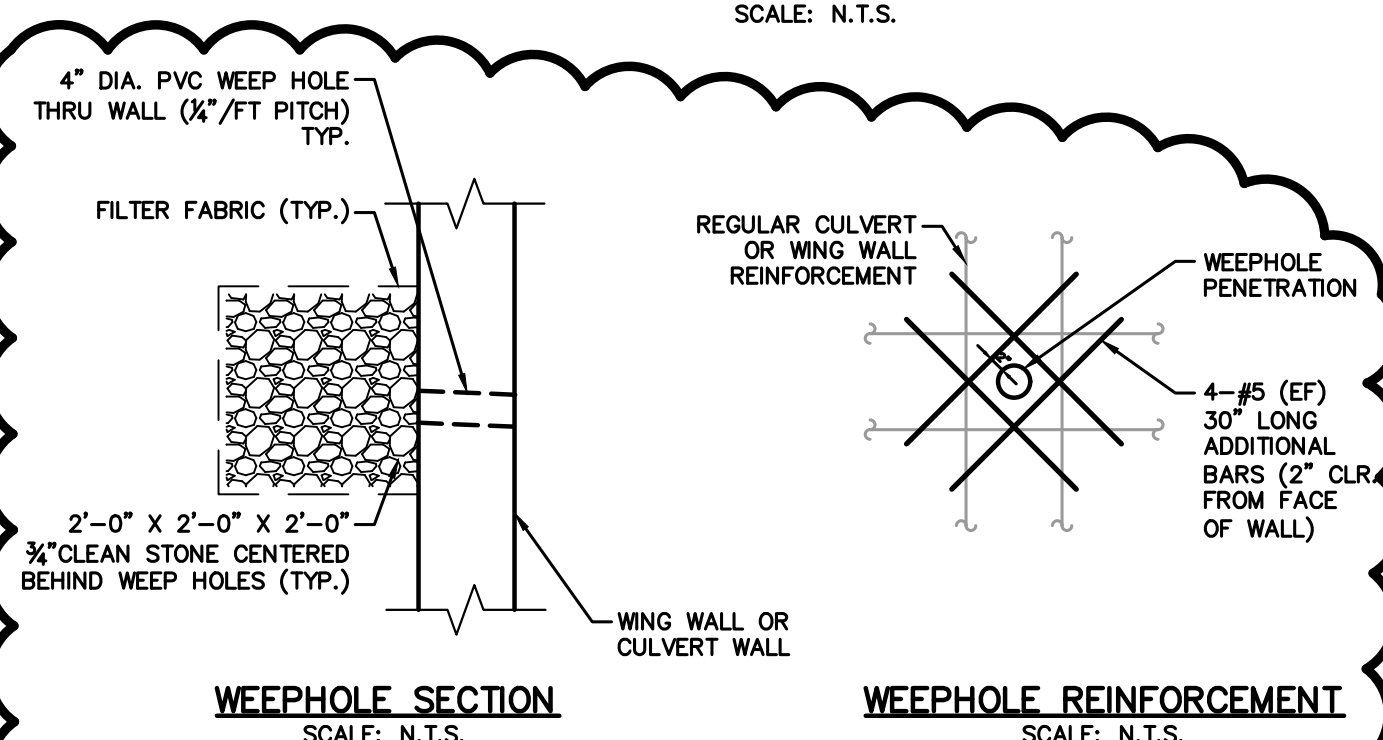 SCALE: N.T.S.
4" DIA. PVC WEEP HOLE
THRU WALL (¼"/FT PITCH)
TYP.
FILTER FABRIC (TYP.)
2'-0" X 2'-0" X 2'-0"
¾"CLEAN STONE CENTERED
BEHIND WEEP HOLES (TYP.)
WING WALL OR
CULVERT WALL
WEEPHOLE SECTION
SCALE: N.T.S.
REGULAR CULVERT
OR WING WALL
REINFORCEMENT
WEEPHOLE
PENETRATION
2"
4-#5 (EF)
30" LONG
ADDITIONAL
BARS (2" CLR.
FROM FACE
OF WALL)
WEEPHOLE REINFORCEMENT
SCALE: N.T.S.